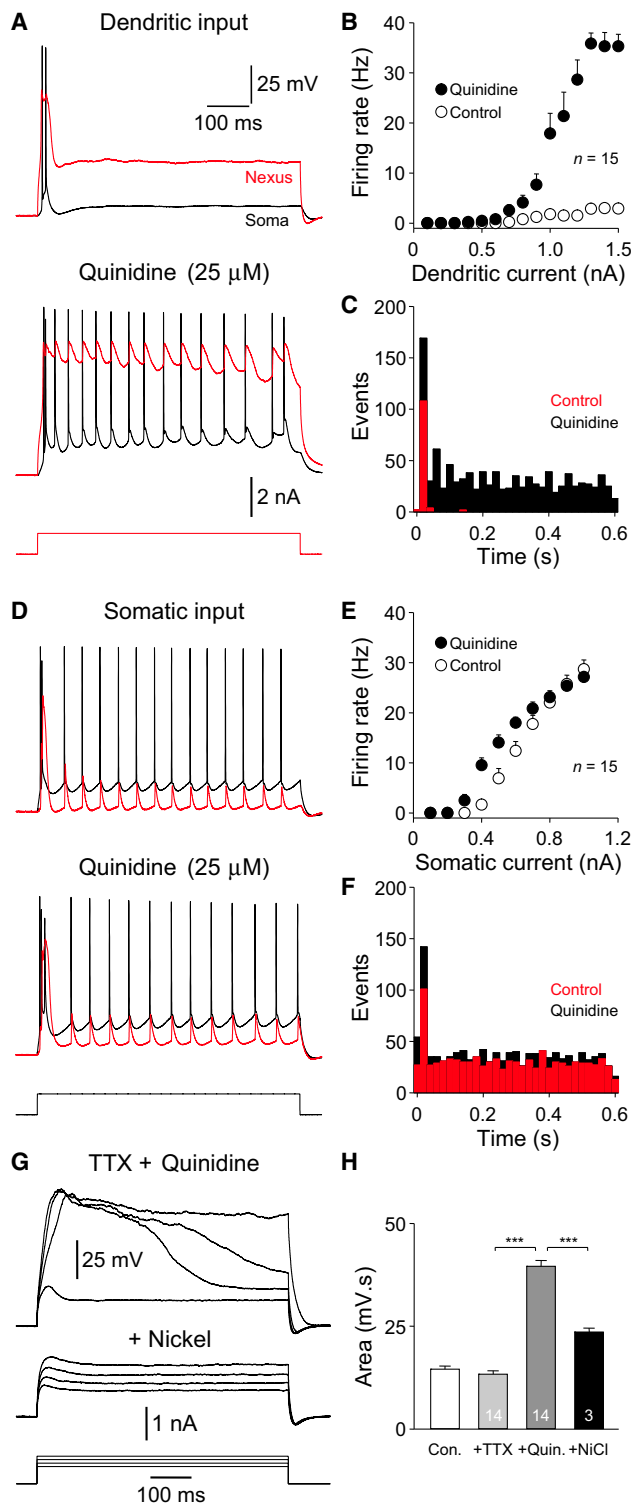 A
Dendritic input
25 mV
100 ms
Nexus
Soma
Quinidine (25 μM)
2 nA
B
Firing rate (Hz)
40
30
20
10
0
Quinidine
Control
n = 15
0
0.5
1.0
1.5
Dendritic current (nA)
C
Events
200
150
100
50
0
Control
Quinidine
0
0.2
0.4
0.6
Time (s)
D
Somatic input
Quinidine (25 μM)
E
Firing rate (Hz)
40
30
20
10
0
Quinidine
Control
n = 15
0
0.4
0.8
1.2
Somatic current (nA)
F
Events
200
150
100
50
0
Control
Quinidine
0
0.2
0.4
0.6
Time (s)
G
TTX + Quinidine
25 mV
+ Nickel
1 nA
100 ms
H
Area (mV.s)
50
25
0
***
***
14
14
3
Con.
+TTX
+Quin.
+NiCl